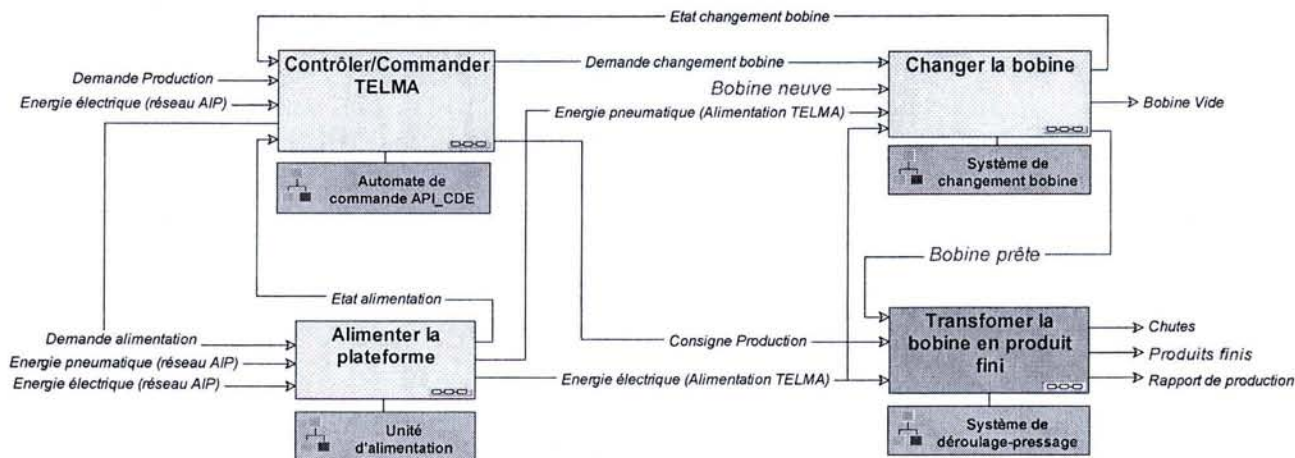 Etat changement bobine
Contrôler/Commander
TELMA
Demande changement bobine
Changer la bobine
Demande Production
Bobine neuve
Energie électrique (réseau AIP)
Energie pneumatique (Alimentation TELMA)
Bobine Vide
Automate de
commande API_CDE
Système de
changement bobine
Bobine prête
Etat alimentation
Demande alimentation
Alimenter la
plateforme
Consigne Production
Transfomer la
bobine en produit
fini
Chutes
Energie pneumatique (réseau AIP)
Produits finis
Energie électrique (réseau AIP)
Energie électrique (Alimentation TELMA)
Rapport de production
Unité
d'alimentation
Système de
déroulage-pressage